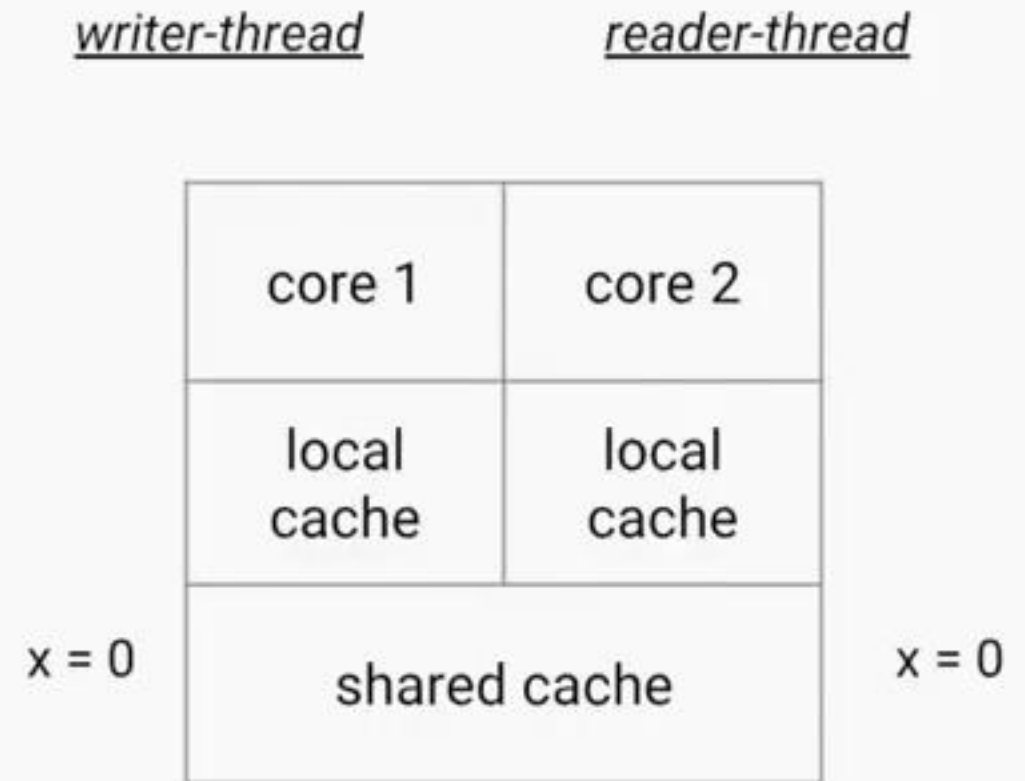 writer-thread
reader-thread
core 1
core 2
local
cache
local
cache
x = 0
shared cache
x = 0